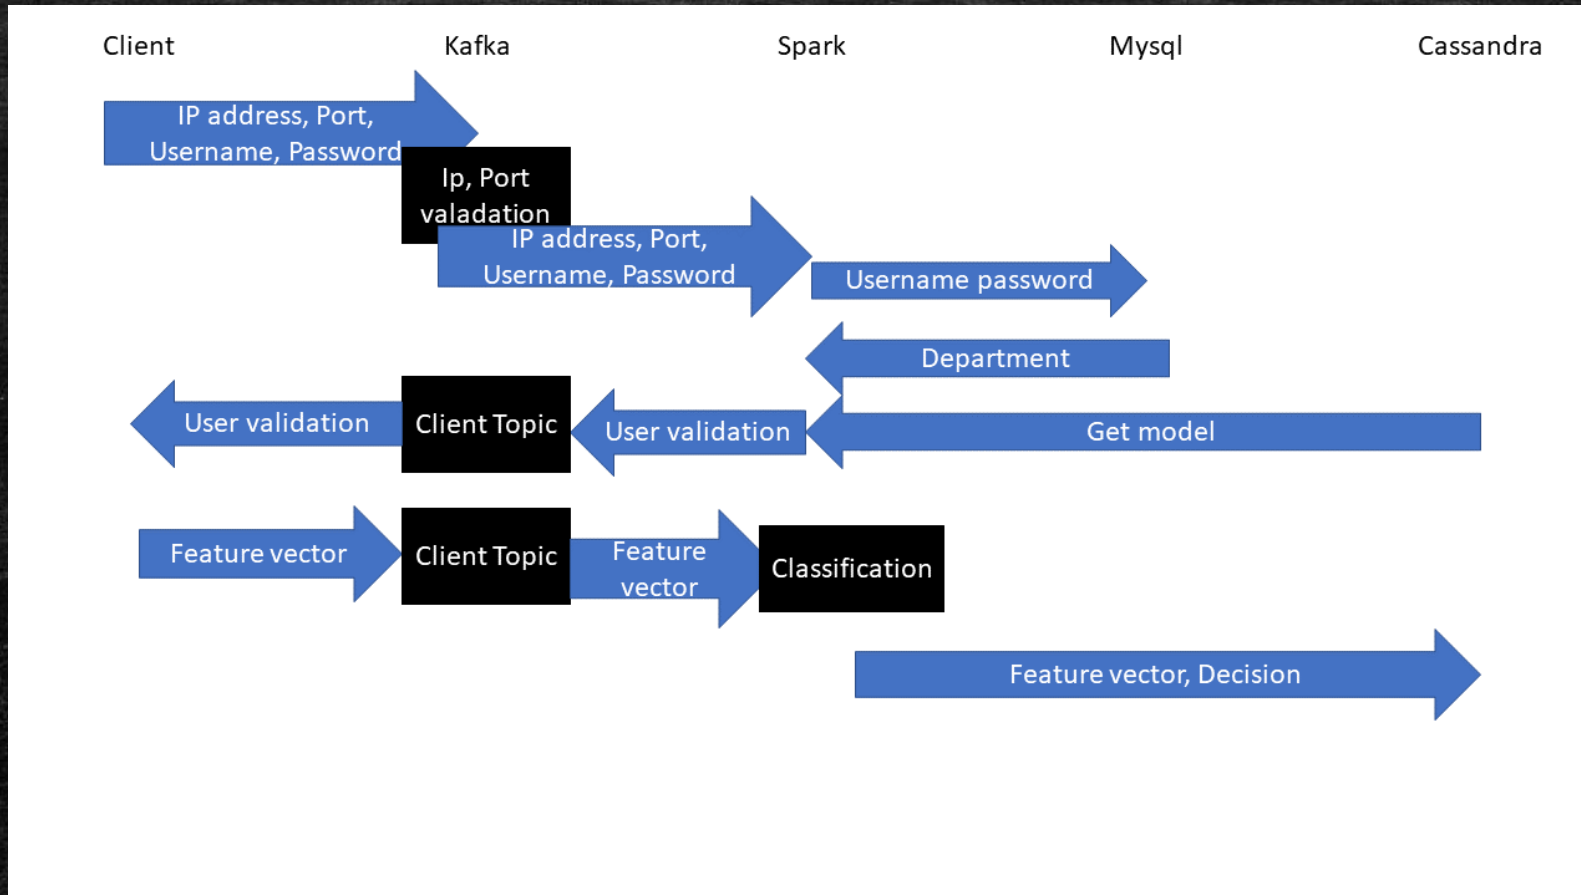 Client
Kafka
Spark
Mysql
Cassandra
IP address, Port,
Username, Password
Ip, Port
valadation
IP address, Port,
Username, Password
Username password
Department
User validation
Client Topic
User validation
Get model
Feature vector
Client Topic
Feature
vector
Classification
Feature vector, Decision